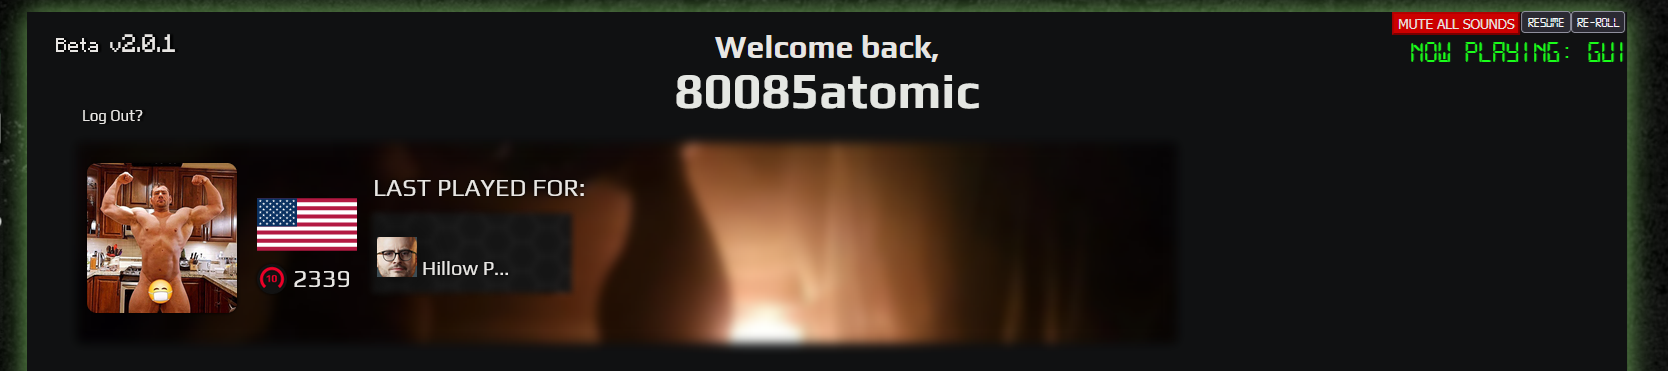 MUTE ALL SOUNDS RESUME RE-ROLL
Beta v2.0.1
Welcome back,
NOW PLAYING: GUI
80085atomic
Log Out?
LAST PLAYED FOR:
Hillow P...
10 2339